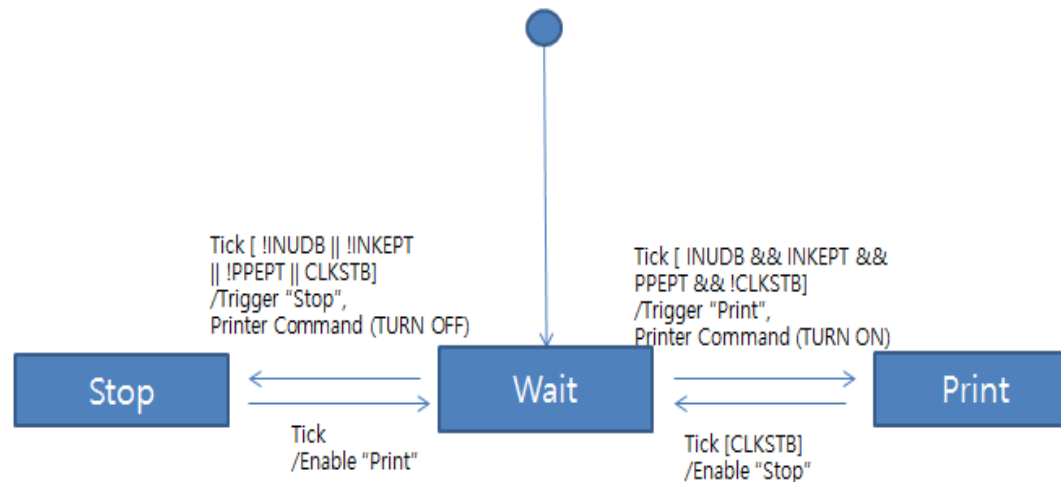 Tick [ !INUDB || !INKEPT
|| !PPEPT || CLKSTB]
/Trigger "Stop",
Printer Command (TURN OFF)
Tick [ INUDB && INKEPT &&
PPEPT && !CLKSTB]
/Trigger "Print",
Printer Command (TURN ON)
Stop
Wait
Print
Tick
/Enable "Print"
Tick [CLKSTB]
/Enable "Stop"